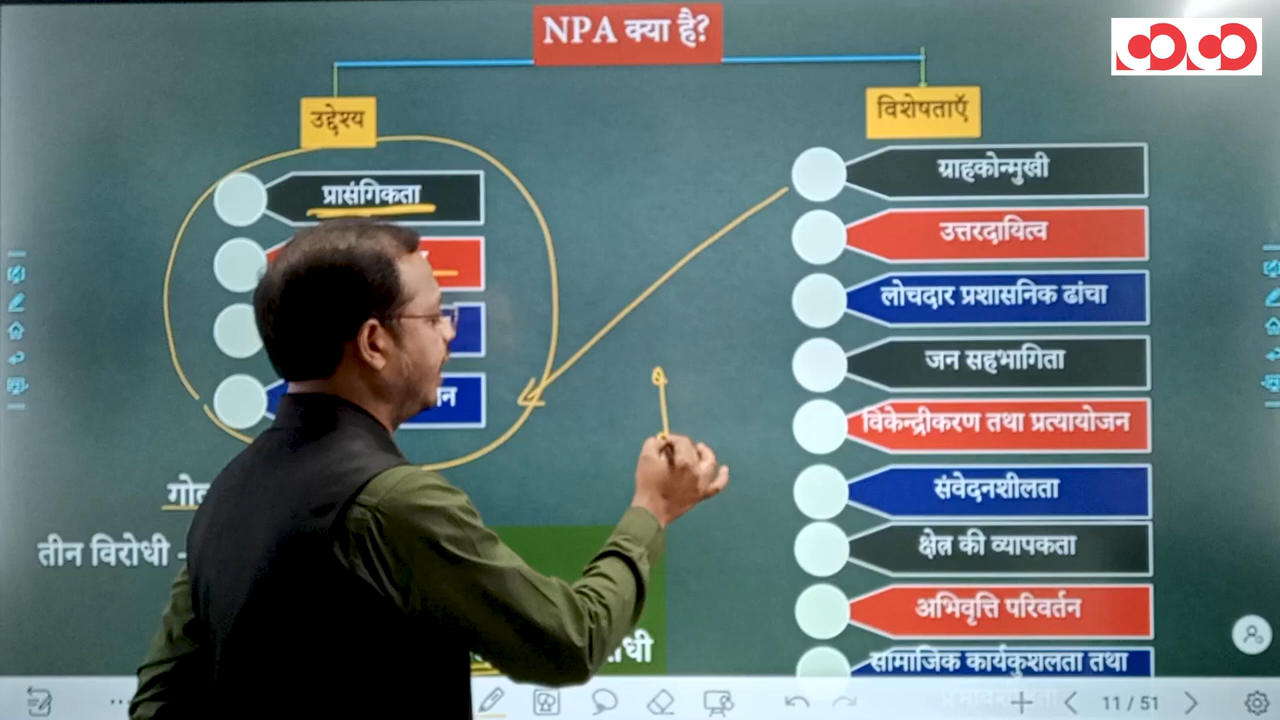 NPA क्या है?
उद्देश्य
विशेषताएँ
प्रासंगिकता
ग्राहकोन्मुखी
उत्तरदायित्व
लोचदार प्रशासनिक ढांचा
जन सहभागिता
विकेन्द्रीकरण तथा प्रत्यायोजन
संवेदनशीलता
क्षेत्र की व्यापकता
अभिवृत्ति परिवर्तन
सामाजिक कार्यकुशलता तथा
तीन विरोधी -
11 / 51